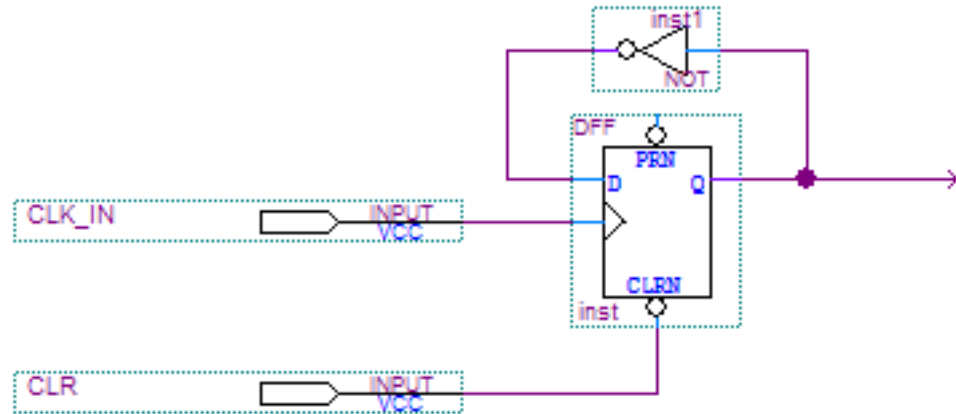 inst1
NOT
DFF
PRN
D Q
CLK_IN INPUT
VCC
CLRN
inst
CLR INPUT
VCC